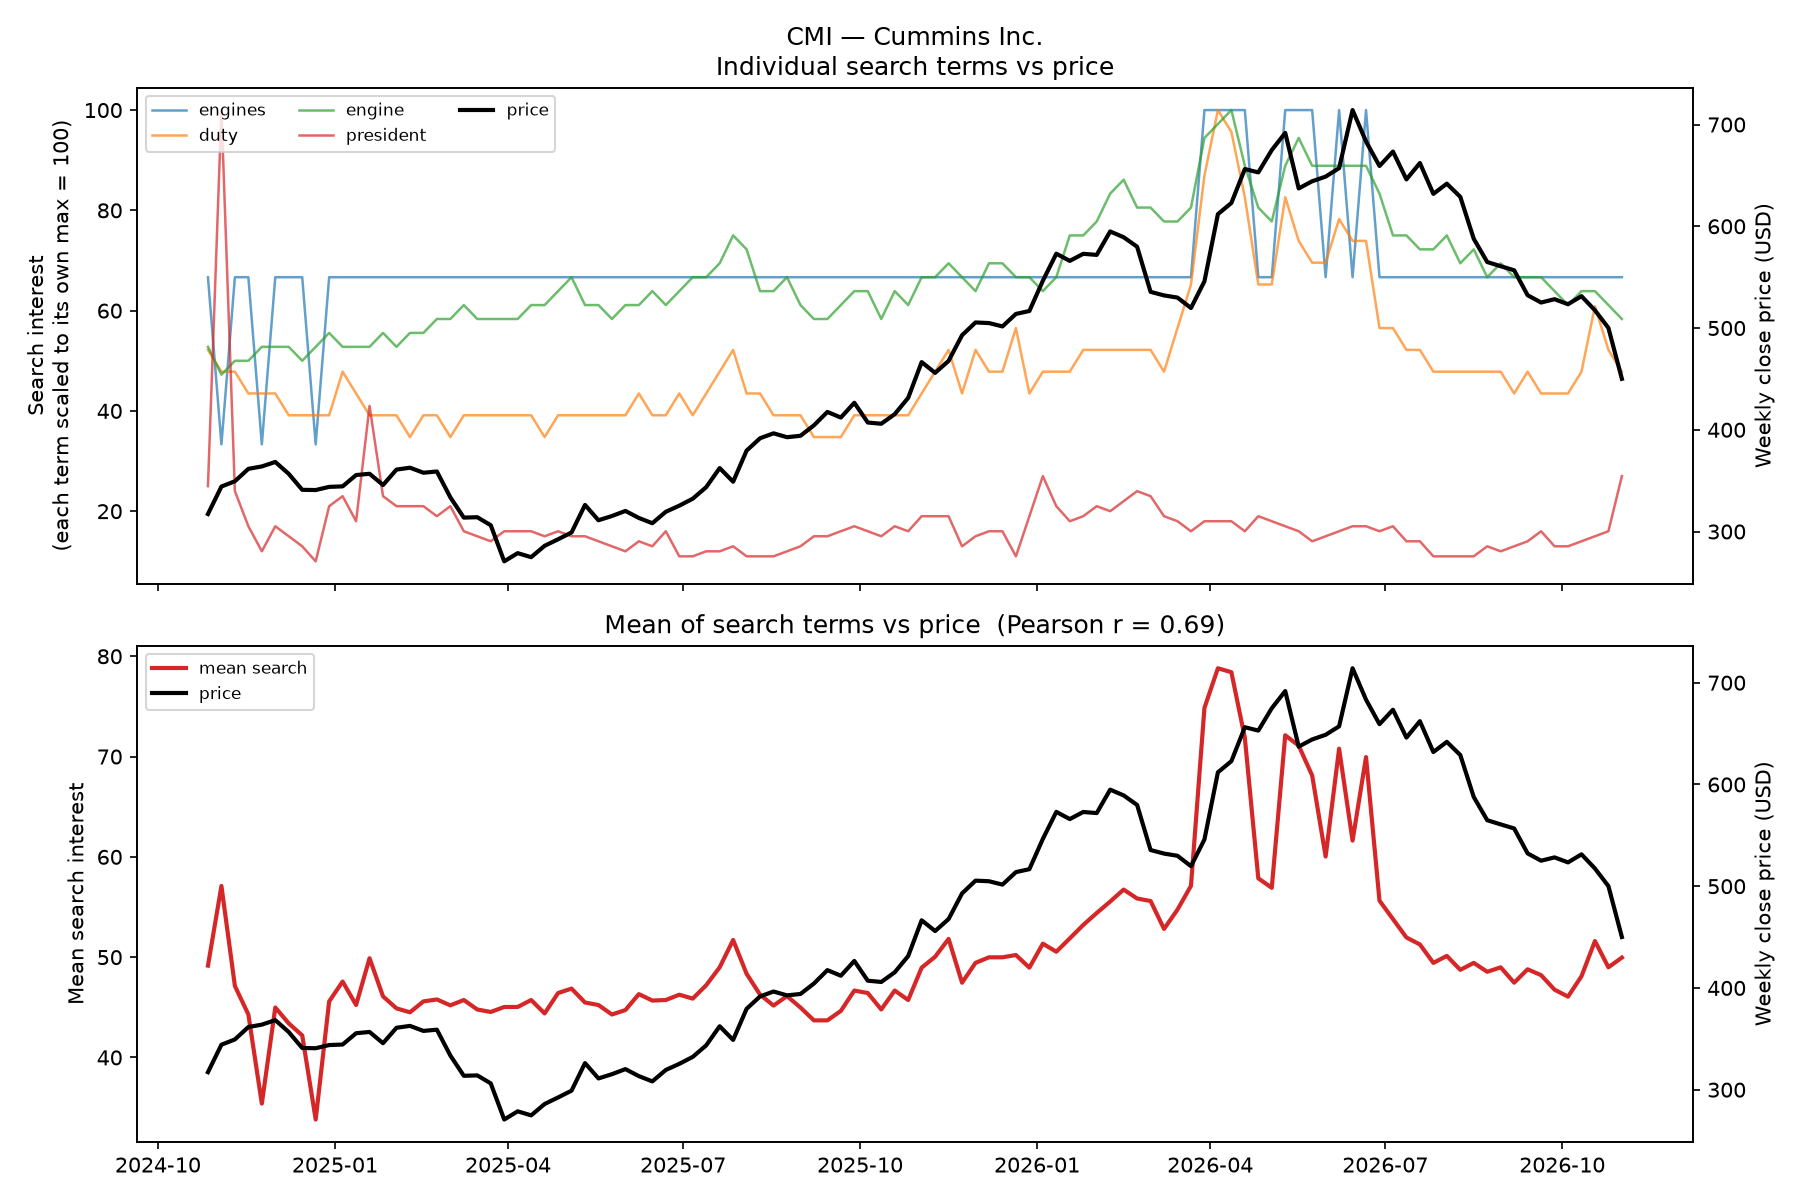 CMI — Cummins Inc.
Individual search terms vs price
engines
duty
engine
president
price
100
80
60
40
20
Search interest
(each term scaled to its own max = 100)
700
600
500
400
300
Weekly close price (USD)
Mean of search terms vs price (Pearson r = 0.69)
mean search
price
80
70
60
50
40
Mean search interest
700
600
500
400
300
Weekly close price (USD)
2024-10
2025-01
2025-04
2025-07
2025-10
2026-01
2026-04
2026-07
2026-10